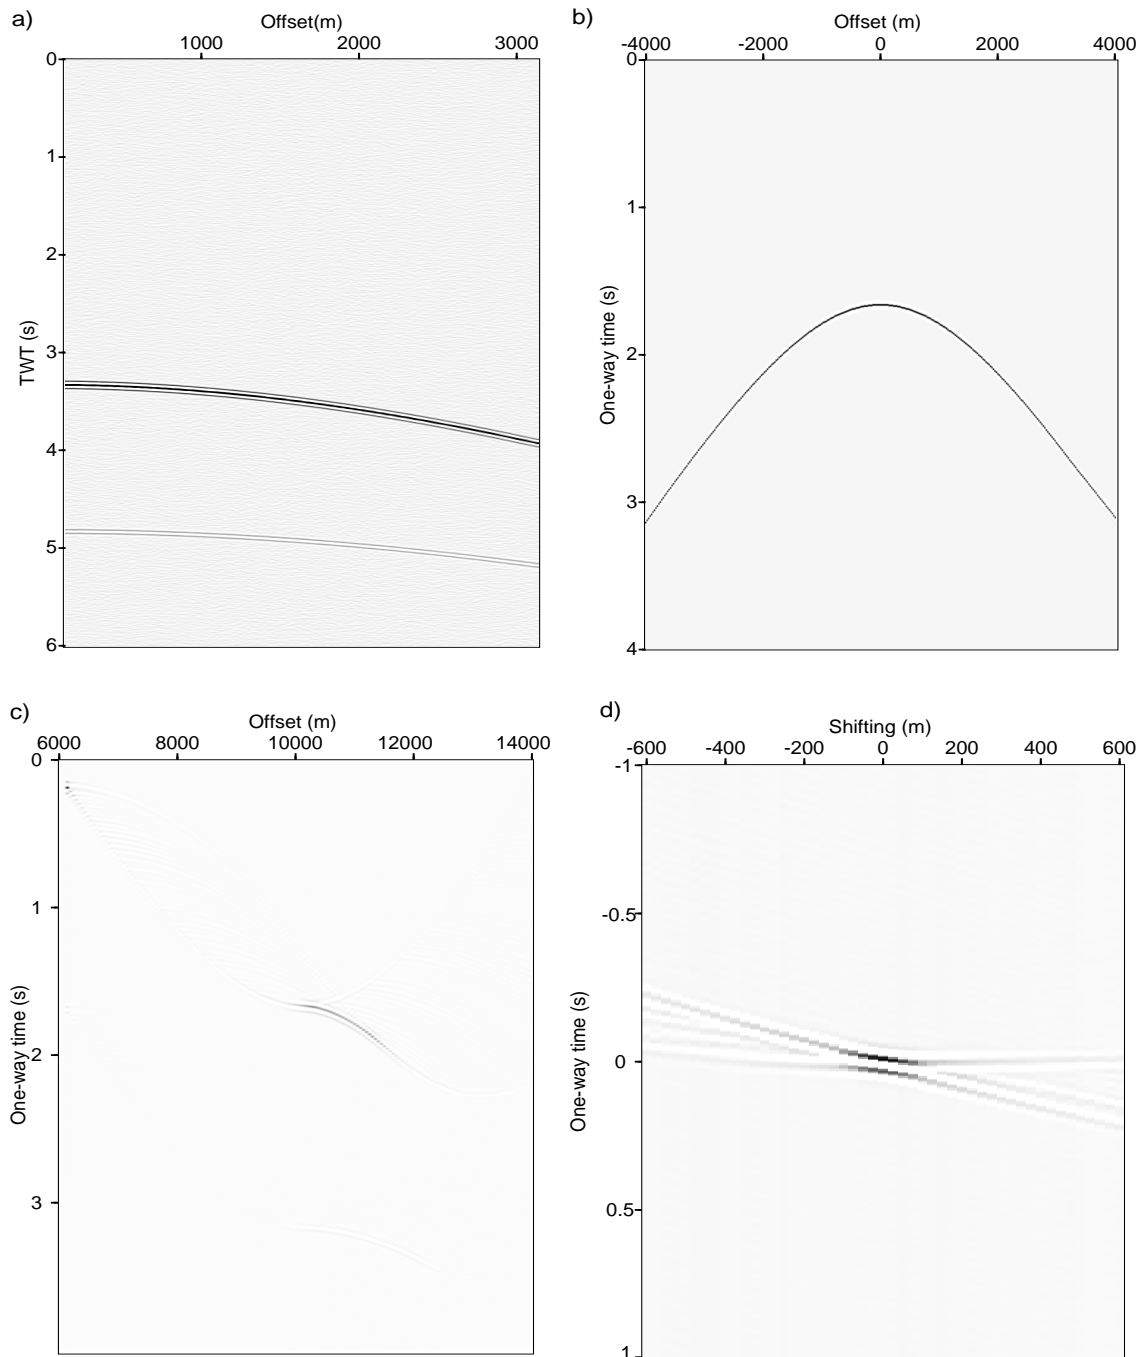 a)
Offset(m)
1000 2000 3000
0
1
2
3
4
5
6
TWT (s)
b)
Offset (m)
-4000 -2000 0 2000 4000
0
1
2
3
4
One-way time (s)
c)
Offset (m)
6000 8000 10000 12000 14000
0
1
2
3
One-way time (s)
d)
Shifting (m)
-600 -400 -200 0 200 400 600
-1
-0.5
0
0.5
1
One-way time (s)